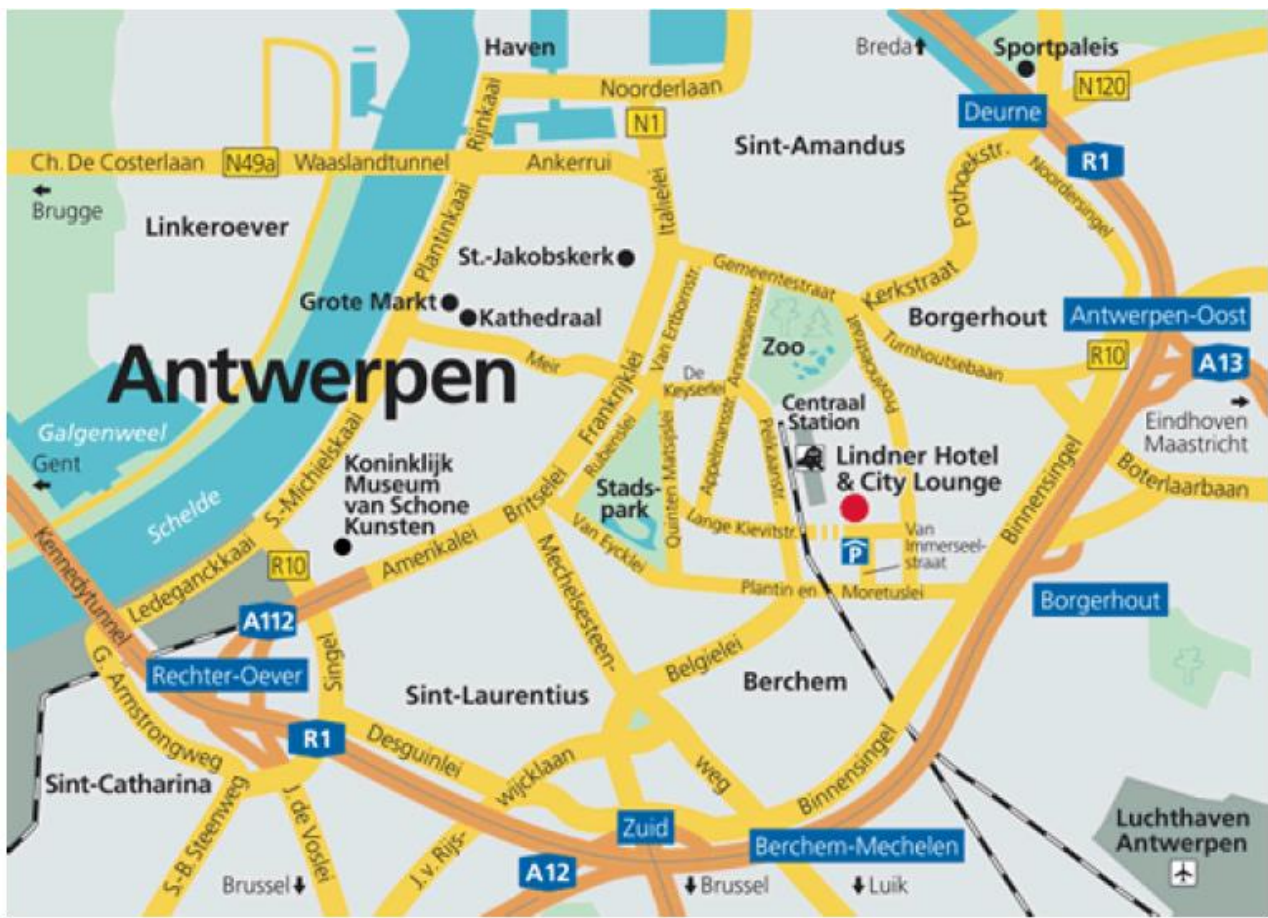 Haven
Breda
Sportpaleis
Noorderlaan
N120
Deurne
N1
Rijnkaai
Sint-Amandus
R1
Ch. De Costerlaan
N49a
Waaslandtunnel
Ankerrui
Pothoekstr.
Noordersingel
Brugge
Linkeroever
Plantinkaai
Italiëlei
St.-Jakobskerk
Gemeentestraat
Kerkstraat
Grote Markt
Kathedraal
Van Ertbornstr.
Anneessensstr.
Zoo
Provinciestraat
Borgerhout
Antwerpen-Oost
Turnhoutsebaan
R10
A13
Antwerpen
Meir
De
Keyserlei
Frankrijklei
Centraal
Station
Eindhoven
Maastricht
Galgenweel
Gent
S.-Michielskaai
Koninklijk
Museum
van Schone
Kunsten
Rubenslei
Quinten Matsijslei
Appelmansstr.
Pelikaanstr.
Lindner Hotel
& City Lounge
Binnensingel
Boterlaarbaan
Stads-
park
Britselei
Schelde
Kennedytunnel
Ledeganckkaai
R10
Amerikalei
Van Eycklei
Lange Kievitstr.
Van
Immerseel-
straat
P
Mechelsesteen-
Plantin en
Moretuslei
Borgerhout
A112
Rechter-Oever
Singel
G. Armstrongweg
Sint-Laurentius
Belgielei
Berchem
R1
Desguinlei
Sint-Catharina
wijcklaan
weg
Binnensingel
S.-B. Steenweg
J. de Voslei
J. v. Rijs-
Zuid
Berchem-Mechelen
Luchthaven
Antwerpen
Brussel
A12
Brussel
Luik